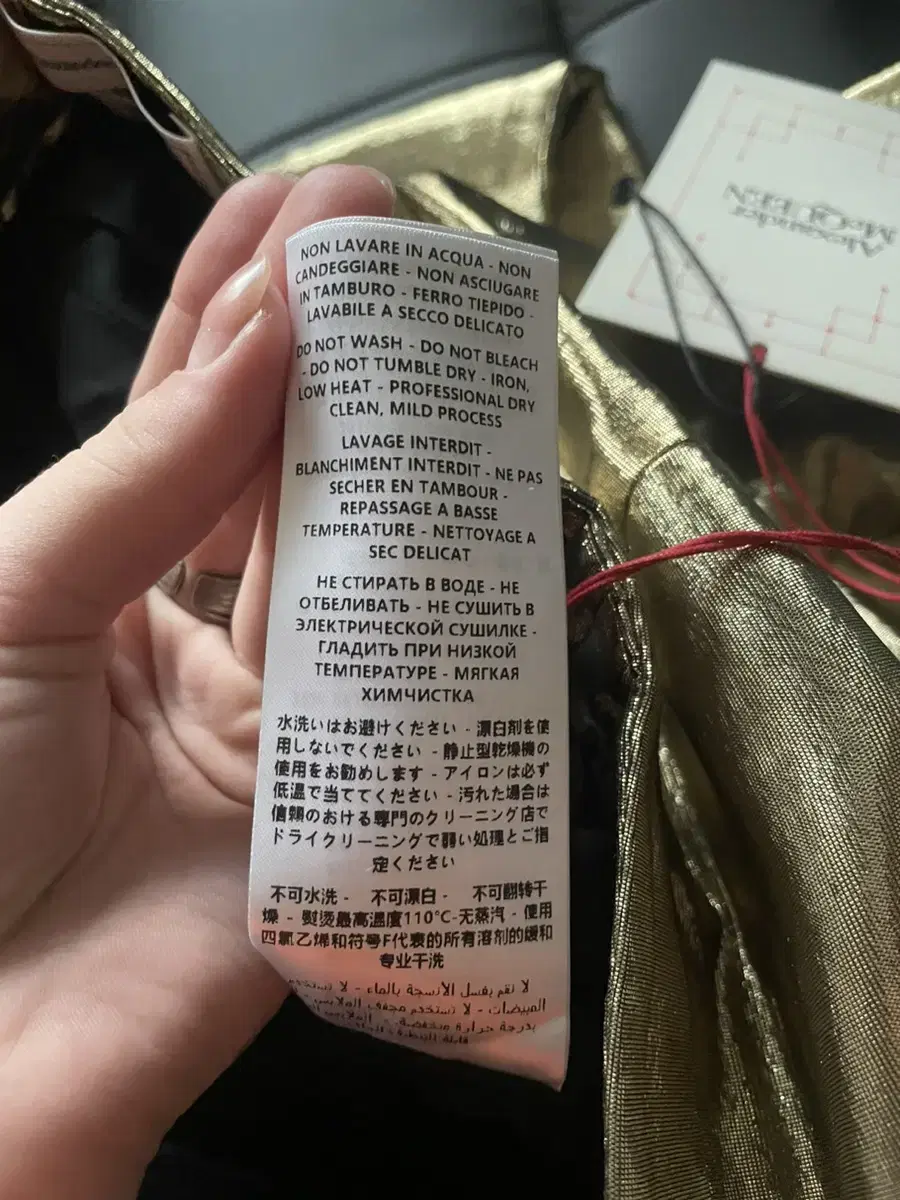 NON LAVARE IN ACQUA - NON
CANDEGGIARE - NON ASCIUGARE
IN TAMBURO - FERRO TIEPIDO -
LAVABILE A SECCO DELICATO
DO NOT WASH - DO NOT BLEACH
- DO NOT TUMBLE DRY - IRON,
LOW HEAT - PROFESSIONAL DRY
CLEAN, MILD PROCESS
LAVAGE INTERDIT -
BLANCHIMENT INTERDIT - NE PAS
SECHER EN TAMBOUR -
REPASSAGE A BASSE
TEMPERATURE - NETTOYAGE A
SEC DELICAT
НЕ СТИРАТЬ В ВОДЕ - НЕ
ОТБЕЛИВАТЬ - НЕ СУШИТЬ В
ЭЛЕКТРИЧЕСКОЙ СУШИЛКЕ -
ГЛАДИТЬ ПРИ НИЗКОЙ
ТЕМПЕРАТУРЕ - МЯГКАЯ
ХИМЧИСТКА
水洗いはお避けください - 漂白剤を使
用しないでください - 静止型乾燥機の
使用をお勧めします - アイロンは必ず
低温で当ててください - 汚れた場合は
信頼のおける専門のクリーニング店で
ドライクリーニングで弱い処理とご指
定ください
不可水洗 - 不可漂白 - 不可翻转干
燥 - 熨烫最高温度110°C-无蒸汽 - 使用
四氯乙烯和符号F代表的所有溶剂的缓和
专业干洗
لا تقم بغسل الأنسجة بالماء - لا تستخدم
المبيضات - لا تستخدم مجفف الملابس -
بدرجة حرارة منخفضة -
Alexander
McQUEEN